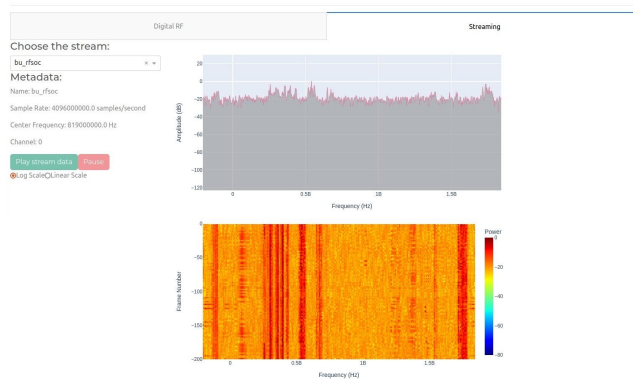 Digital RF
Streaming
Choose the stream:
bu_rfsoc × ▾
Metadata:
Name: bu_rfsoc
Sample Rate: 4096000000.0 samples/second
Center Frequency: 819000000.0 Hz
Channel: 0
Play stream data Pause
Log Scale Linear Scale
20
0
−20
−40
−60
−80
−100
−120
Amplitude (dB)
0 0.5B 1B 1.5B
Frequency (Hz)
0
−50
−100
−150
−200
Frame Number
0 0.5B 1B 1.5B
Frequency (Hz)
Power
0
−20
−40
−60
−80